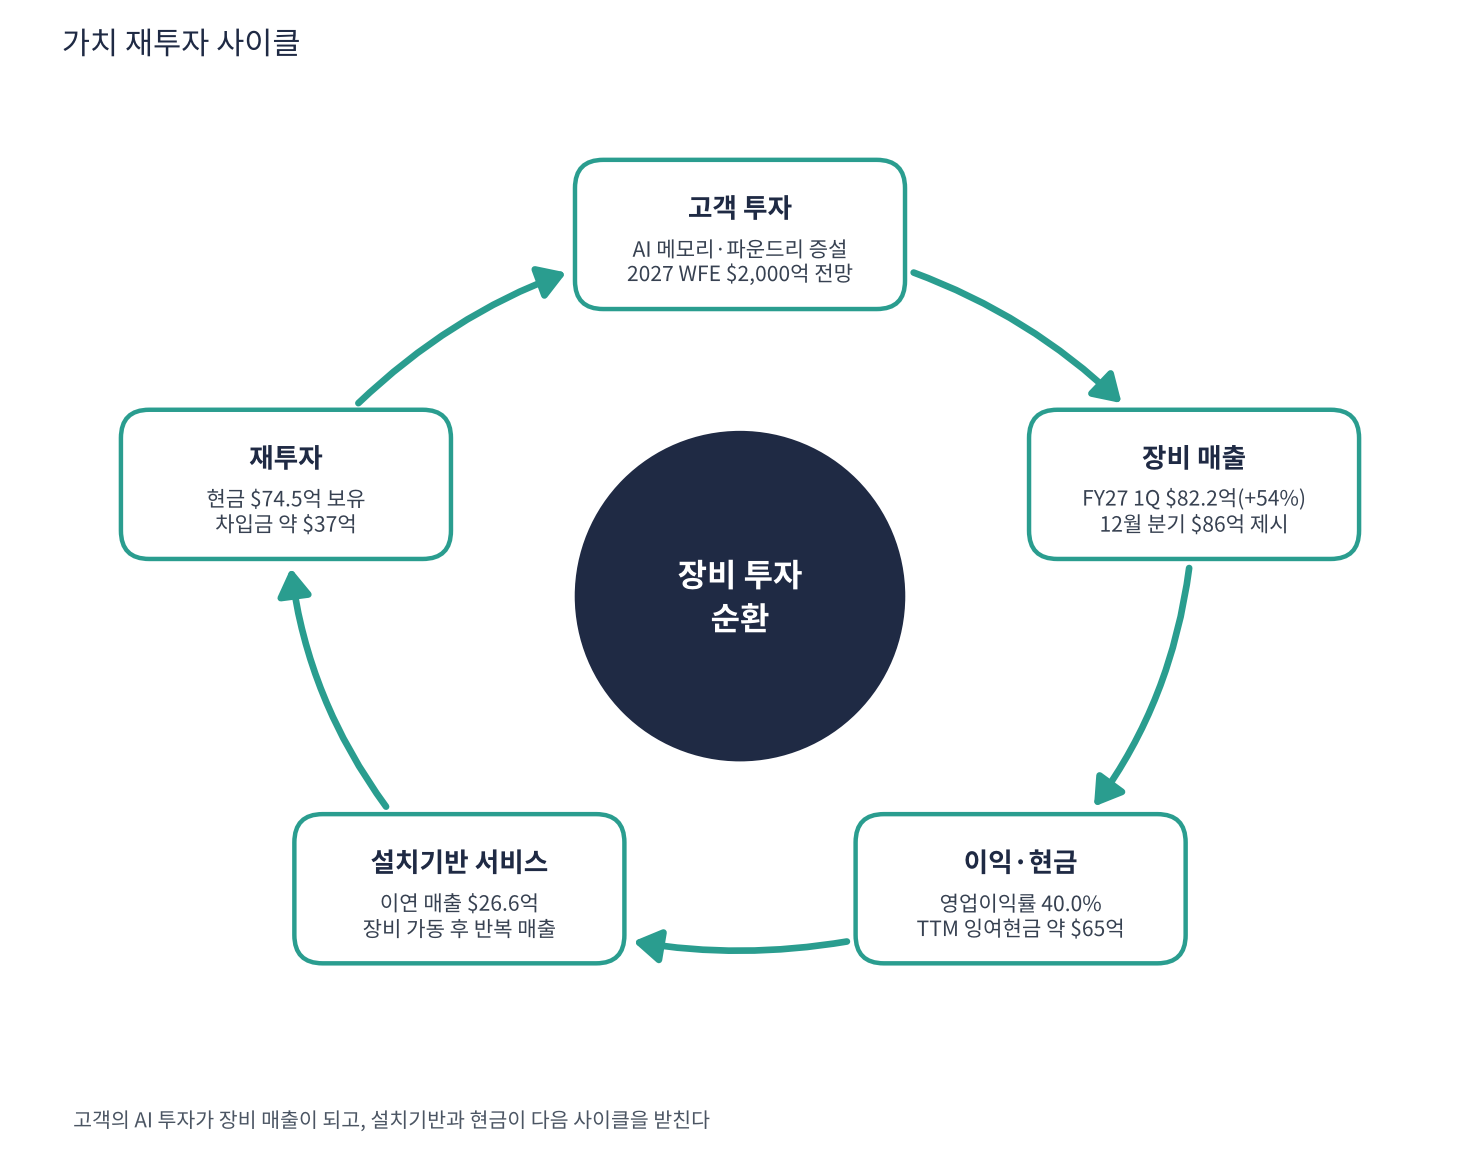 가치 재투자 사이클
고객 투자
AI 메모리·파운드리 증설
2027 WFE $2,000억 전망
재투자
현금 $74.5억 보유
차입금 약 $37억
장비 매출
FY27 1Q $82.2억(+54%)
12월 분기 $86억 제시
장비 투자
순환
설치기반 서비스
이연 매출 $26.6억
장비 가동 후 반복 매출
이익·현금
영업이익률 40.0%
TTM 잉여현금 약 $65억
고객의 AI 투자가 장비 매출이 되고, 설치기반과 현금이 다음 사이클을 받친다